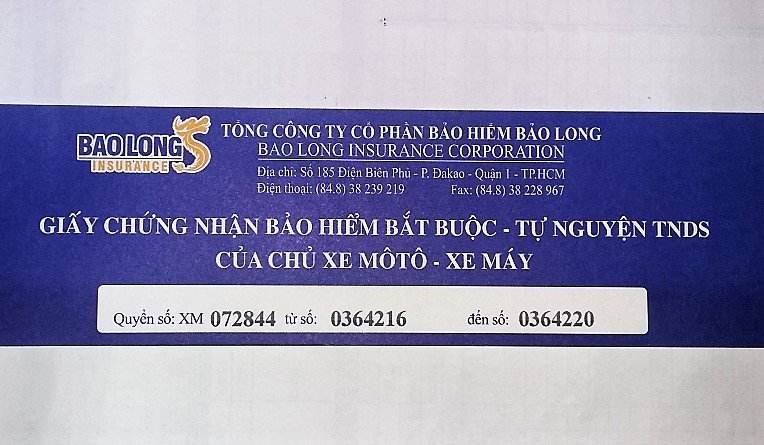 BAOLONG
INSURANCE
TỔNG CÔNG TY CỔ PHẦN BẢO HIỂM BẢO LONG
BAO LONG INSURANCE CORPORATION
Địa chỉ: Số 185 Điện Biên Phủ - P. Đakao - Quận 1 - TP.HCM
Điện thoại: (84.8) 38 239 219 Fax: (84.8) 38 228 967
GIẤY CHỨNG NHẬN BẢO HIỂM BẮT BUỘC - TỰ NGUYỆN TNDS
CỦA CHỦ XE MÔTÔ - XE MÁY
Quyển số: XM 072844 từ số: 0364216 đến số: 0364220